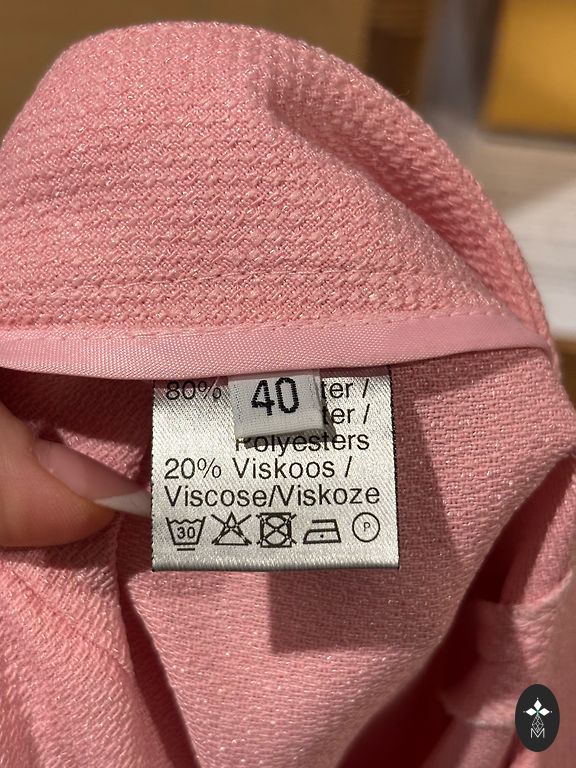 80% ter /
40
ter /
Polyesters
20% Viskoos /
Viscose/Viskoze
30
P
M